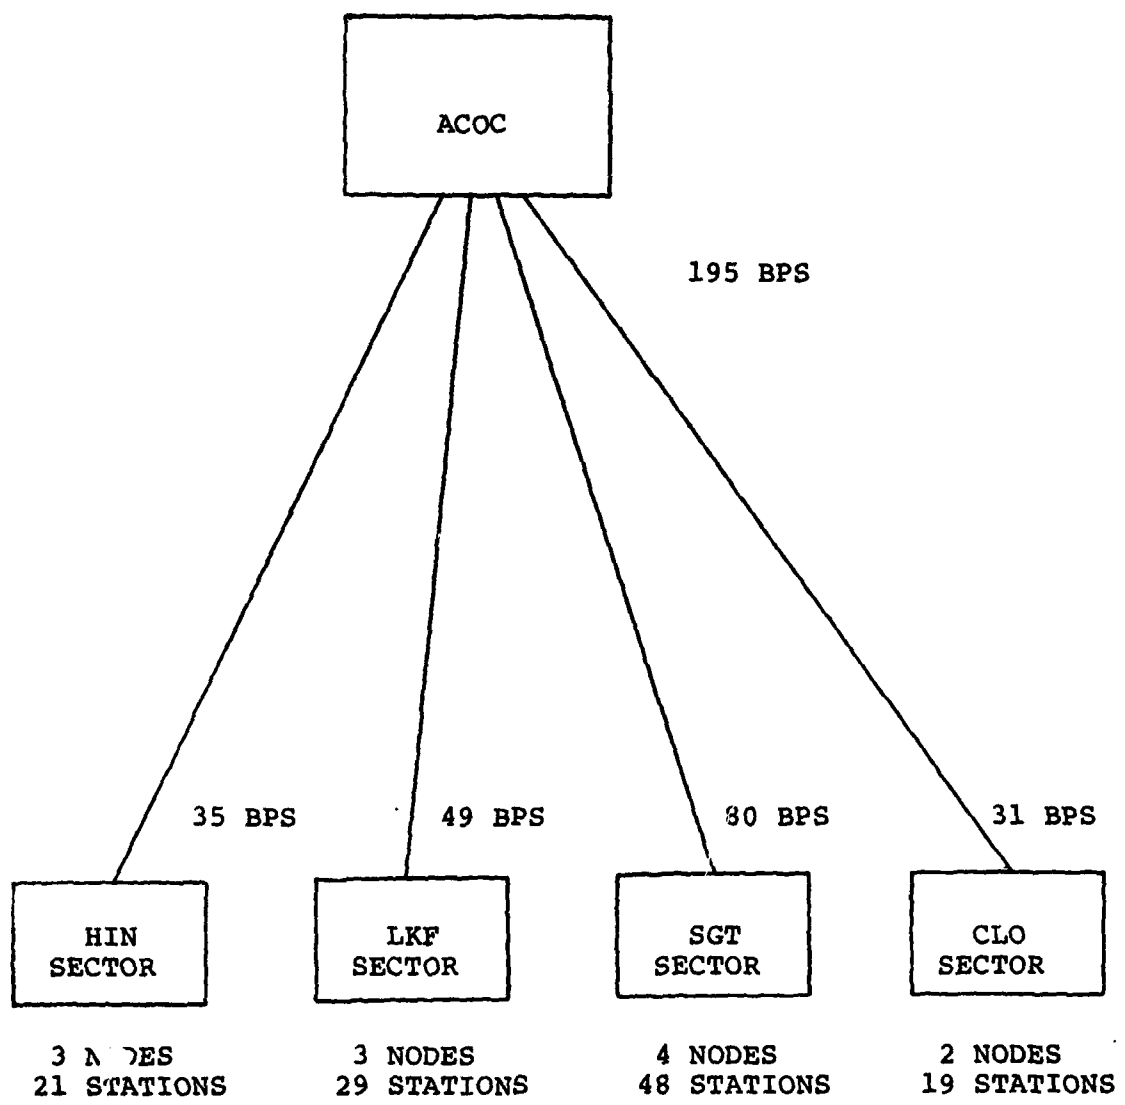 ACOC
195 BPS
35 BPS
49 BPS
80 BPS
31 BPS
HIN
SECTOR
LKF
SECTOR
SGT
SECTOR
CLO
SECTOR
3
21 STATIONS
3 NODES
29 STATIONS
4 NODES
48 STATIONS
2 NODES
19 STATIONS